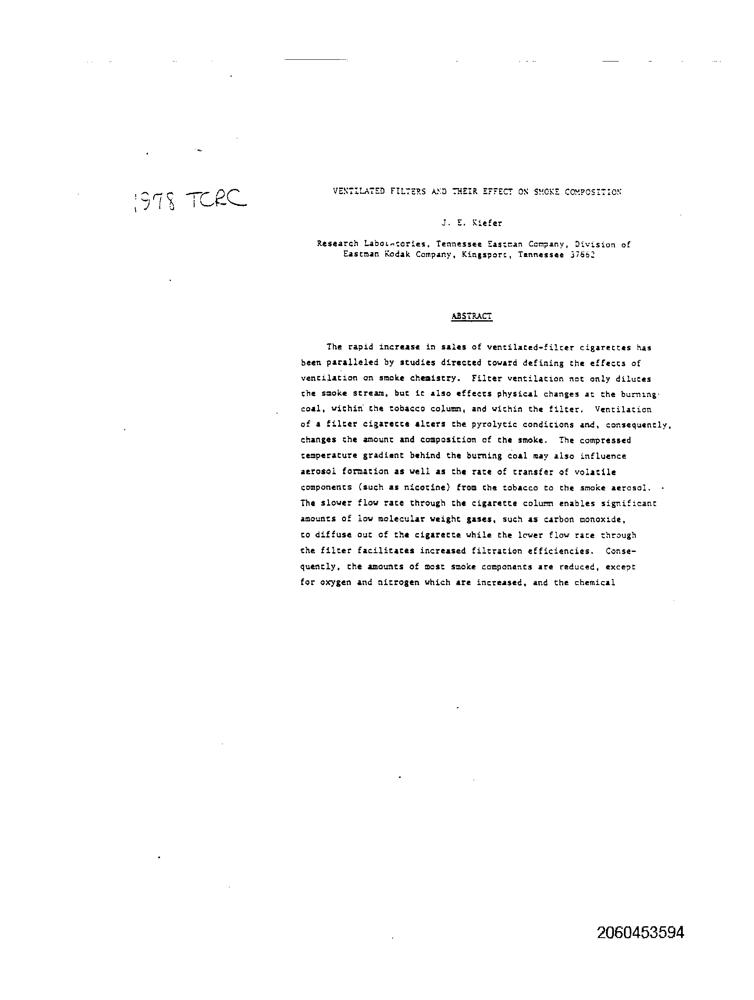 1978 TCRC
VENTILATED FILTERS AND THEIR EFFECT ON SMOKE COMPOSITION
J. E. Kiefer
Research Laboratories, Tennessee Eastman Company, Division of
Eastman Kodak Company, Kingsport, Tennessee 37662
ABSTRACT
The rapid increase in sales of ventilated-filter cigarettes has
been paralleled by studies directed toward defining the effects of
ventilation on smoke chemistry. Filter ventilation not only dilutes
the smoke stream, but it also effects physical changes at the burning
coal, within the tobacco column, and within the filter. Ventilation
of a filter cigarette alters the pyrolytic conditions and, consequently,
changes the amount and composition of the smoke. The compressed
temperature gradient behind the burning coal may also influence
aerosol formation as well as the rate of transfer of volatile
components (such as nicotine) from the tobacco to the smoke aerosol.
The slower flow rate through the cigarette column enables significant
amounts of low molecular weight gases, such as carbon monoxide,
to diffuse out of the cigarette while the lower flow rate through
the filter facilitates increased filtration efficiencies. Conse-
quently, the amounts of most smoke components are reduced, except
for oxygen and nitrogen which are increased, and the chemical
2060453594